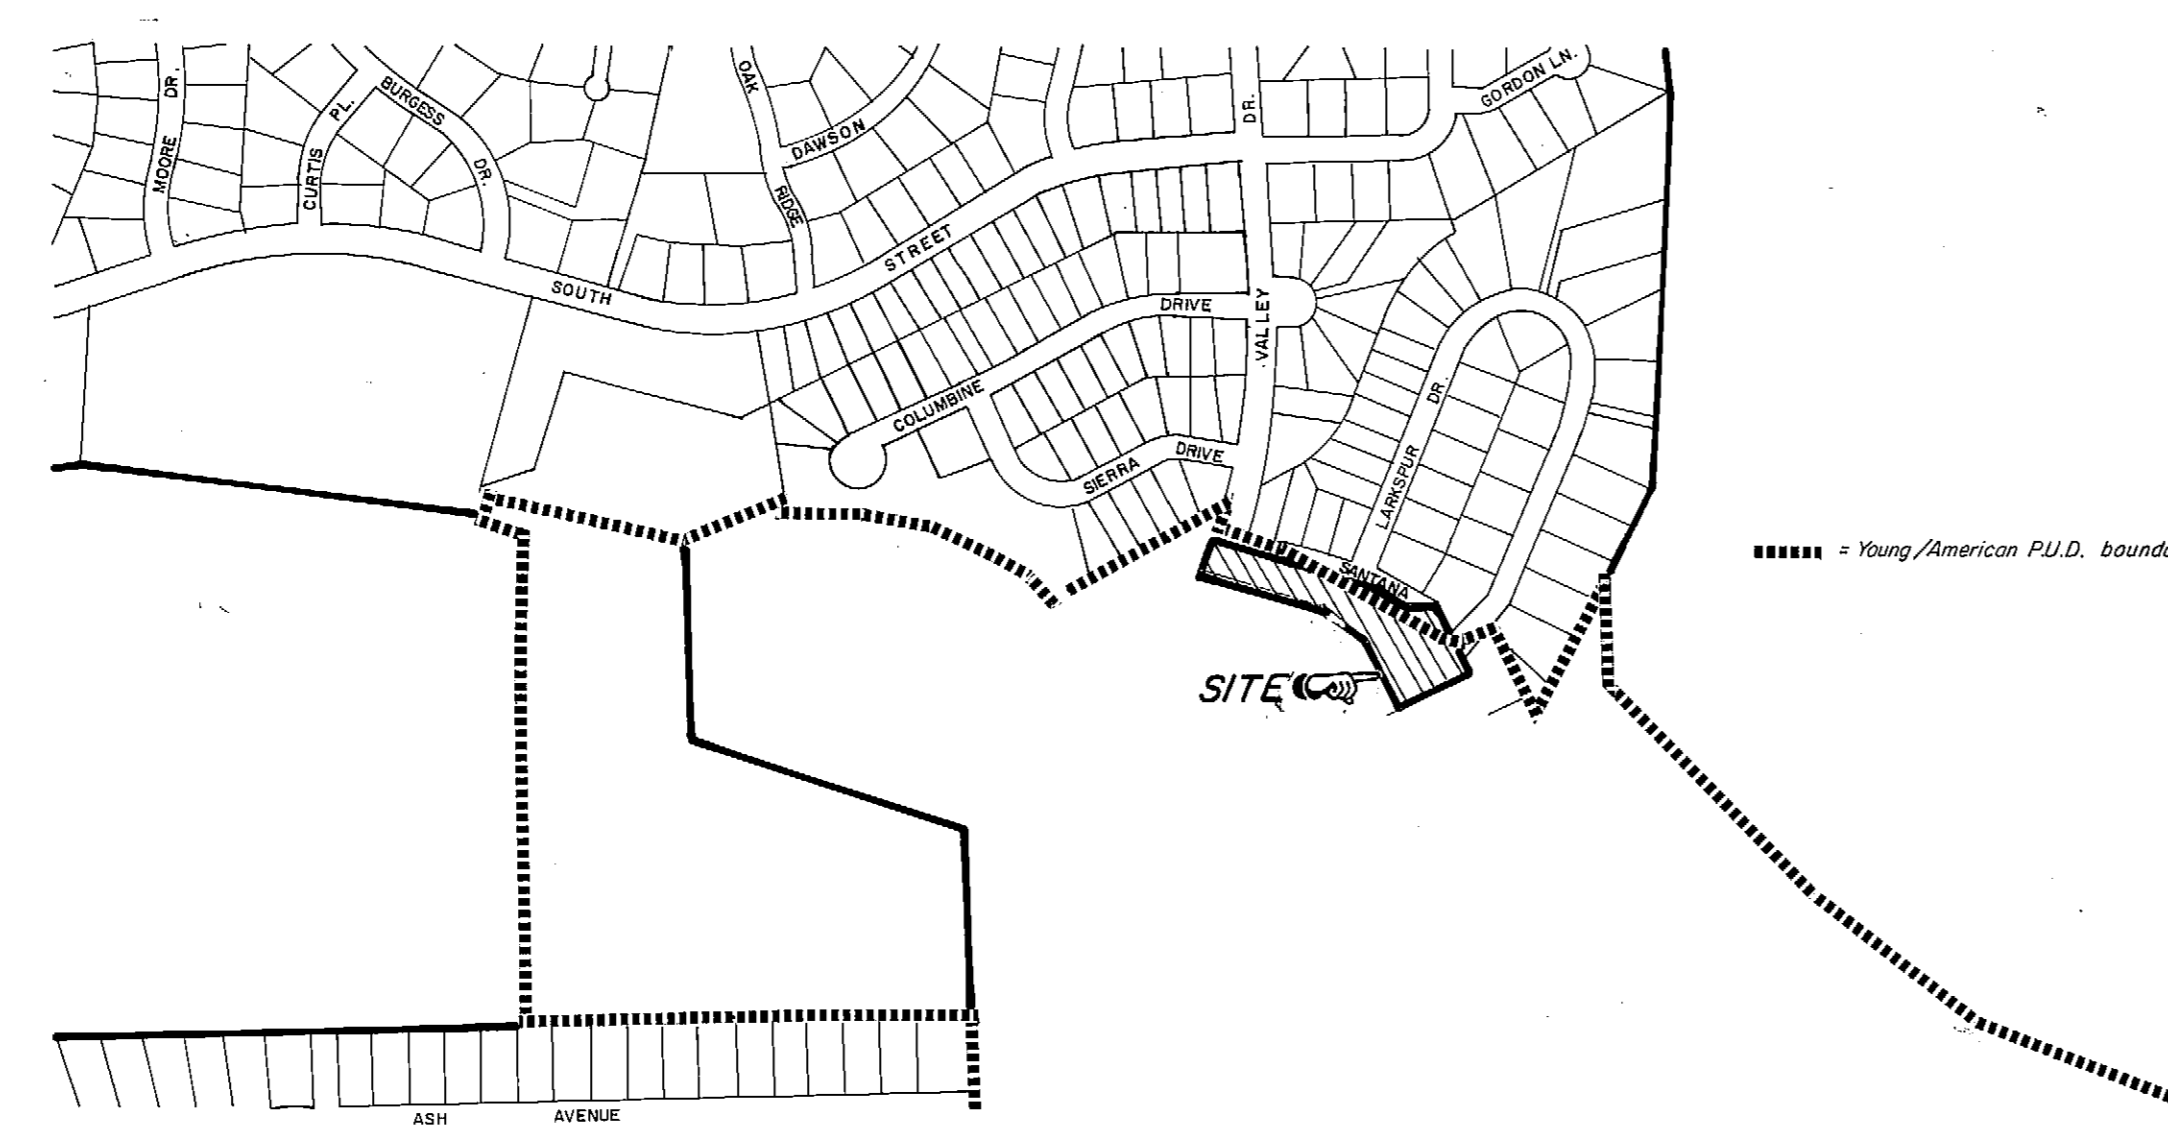 MOORE DR.
CURTIS PL.
BURGESS DR.
OAK RIDGE
DAWSON
DR.
GORDON LN.
SOUTH STREET
DRIVE
VALLEY
COLUMBINE
SIERRA DRIVE
LARKSPUR DR.
SANTANA
= Young/American P.U.D. bounda
SITE
ASH AVENUE